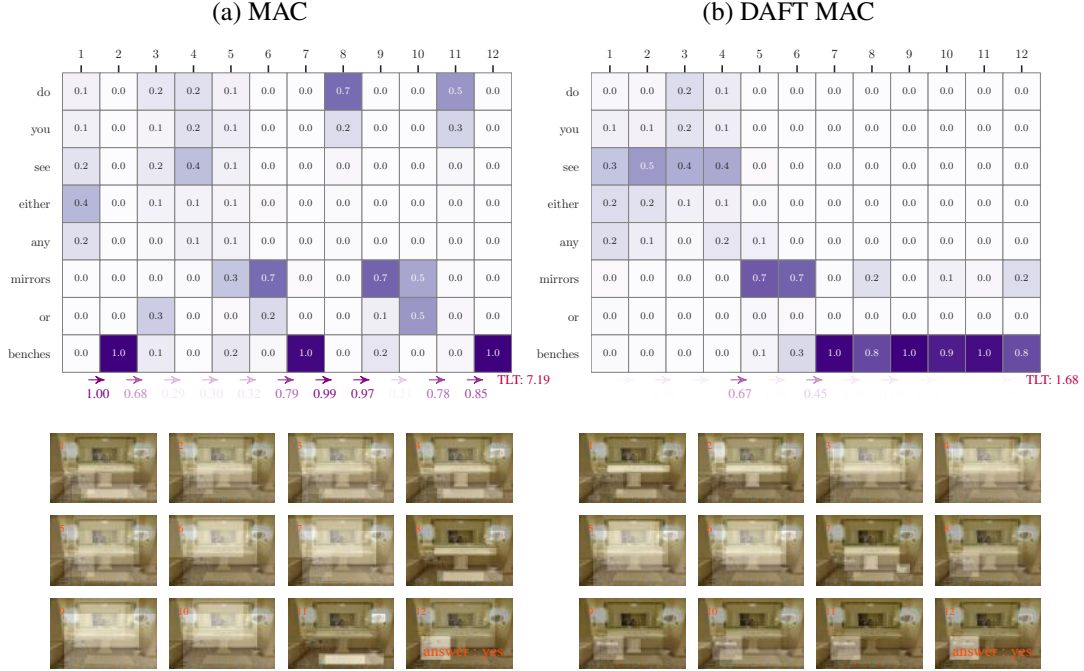 (a) MAC
1 2 3 4 5 6 7 8 9 10 11 12
do 0.1 0.0 0.2 0.2 0.1 0.0 0.0 0.7 0.0 0.0 0.5 0.0
you 0.1 0.0 0.1 0.2 0.1 0.0 0.0 0.2 0.0 0.0 0.3 0.0
see 0.2 0.0 0.2 0.4 0.1 0.0 0.0 0.0 0.0 0.0 0.0 0.0
either 0.4 0.0 0.1 0.1 0.1 0.0 0.0 0.0 0.0 0.0 0.0 0.0
any 0.2 0.0 0.0 0.1 0.1 0.0 0.0 0.0 0.0 0.0 0.0 0.0
mirrors 0.0 0.0 0.0 0.0 0.3 0.7 0.0 0.0 0.7 0.5 0.0 0.0
or 0.0 0.0 0.3 0.0 0.0 0.2 0.0 0.0 0.1 0.5 0.0 0.0
benches 0.0 1.0 0.1 0.0 0.2 0.0 1.0 0.0 0.2 0.0 0.0 1.0
TLT: 7.19
1.00 0.68 0.29 0.30 0.32 0.79 0.99 0.97 0.78 0.85
1 2 3 4
5 6 7 8
9 10 11 12
answer : yes
(b) DAFT MAC
1 2 3 4 5 6 7 8 9 10 11 12
do 0.0 0.0 0.2 0.1 0.0 0.0 0.0 0.0 0.0 0.0 0.0 0.0
you 0.1 0.1 0.2 0.1 0.0 0.0 0.0 0.0 0.0 0.0 0.0 0.0
see 0.3 0.5 0.4 0.4 0.0 0.0 0.0 0.0 0.0 0.0 0.0 0.0
either 0.2 0.2 0.1 0.1 0.0 0.0 0.0 0.0 0.0 0.0 0.0 0.0
any 0.2 0.1 0.0 0.2 0.1 0.0 0.0 0.0 0.0 0.0 0.0 0.0
mirrors 0.0 0.0 0.0 0.0 0.7 0.7 0.0 0.2 0.0 0.1 0.0 0.2
or 0.0 0.0 0.0 0.0 0.0 0.0 0.0 0.0 0.0 0.0 0.0 0.0
benches 0.0 0.0 0.0 0.0 0.1 0.3 1.0 0.8 1.0 0.9 1.0 0.8
TLT: 1.68
0.67 0.45
1 2 3 4
5 6 7 8
9 10 11 12
answer : yes